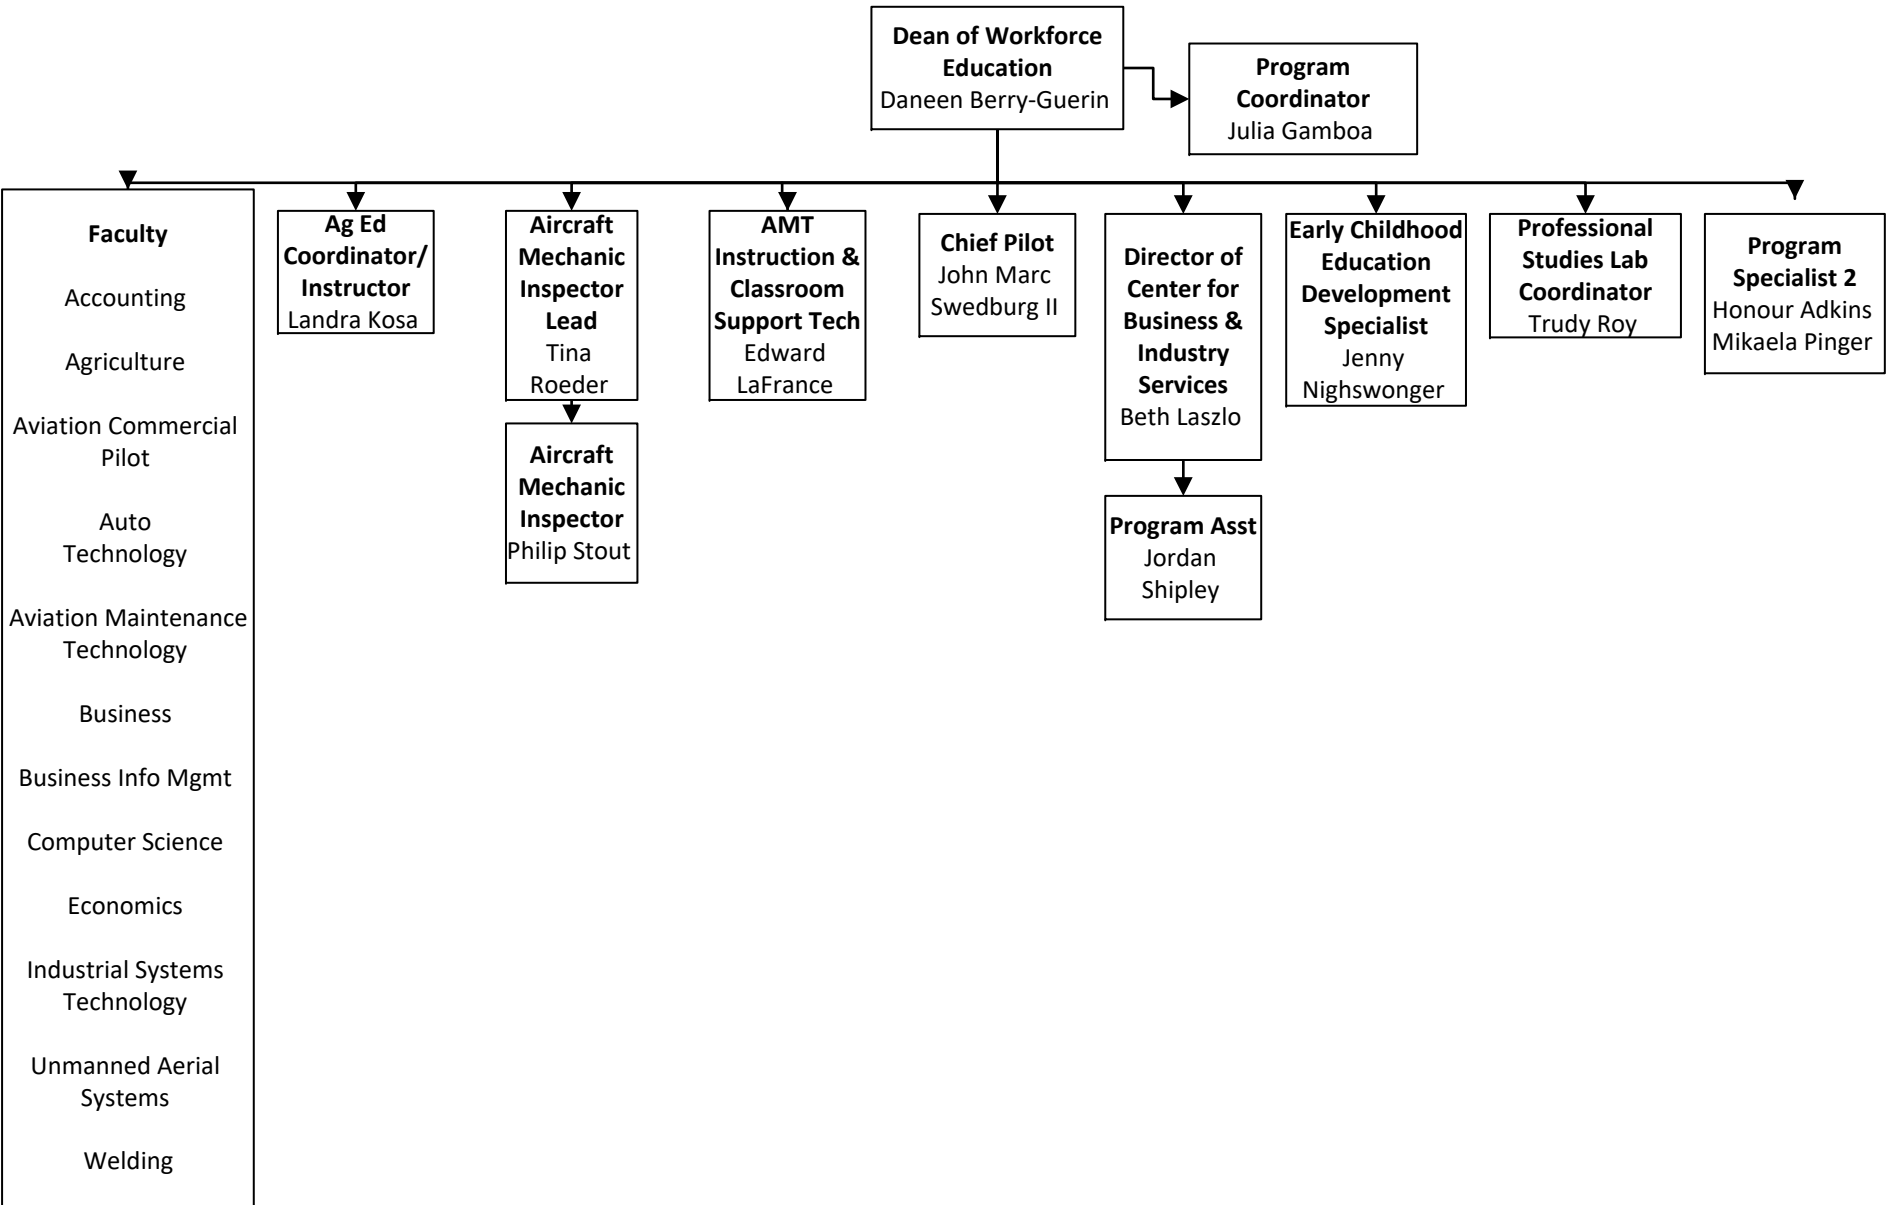 Dean of Workforce
Education
Daneen Berry-Guerin
Program
Coordinator
Julia Gamboa
Faculty
Accounting
Agriculture
Aviation Commercial
Pilot
Auto
Technology
Aviation Maintenance
Technology
Business
Business Info Mgmt
Computer Science
Economics
Industrial Systems
Technology
Unmanned Aerial
Systems
Welding
Ag Ed
Coordinator/
Instructor
Landra Kosa
Aircraft
Mechanic
Inspector
Lead
Tina
Roeder
Aircraft
Mechanic
Inspector
Philip Stout
AMT
Instruction &
Classroom
Support Tech
Edward
LaFrance
Chief Pilot
John Marc
Swedburg II
Director of
Center for
Business &
Industry
Services
Beth Laszlo
Program Asst
Jordan
Shipley
Early Childhood
Education
Development
Specialist
Jenny
Nighswonger
Professional
Studies Lab
Coordinator
Trudy Roy
Program
Specialist 2
Honour Adkins
Mikaela Pinger